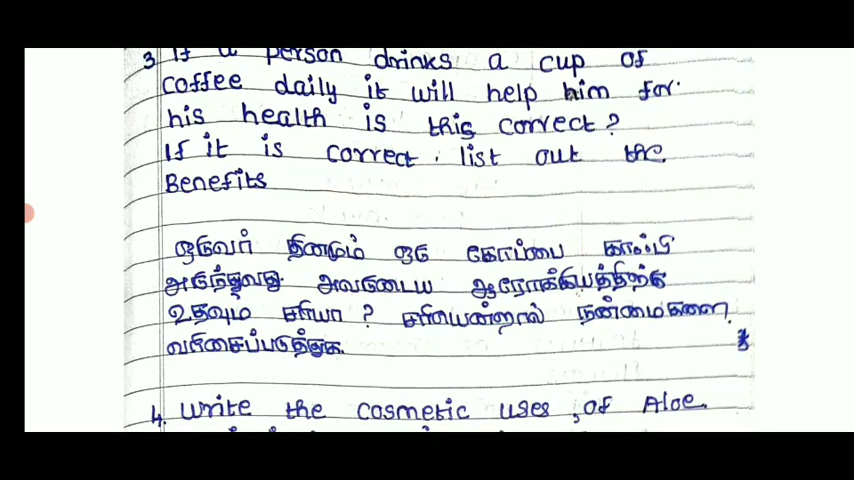 3 If a person drinks a cup of
coffee daily it will help him for
his health is this correct?
If it is correct. list out the
Benefits
ஒருவர் தினமும் ஒரு கோப்பை காஃபி
அருந்துவது அவருடைய ஆரோக்கியத்திற்கு
உதவும் சரியா? சரியென்றால் நன்மைகளை
வரிசைப்படுத்துக.
4. Write the cosmetic uses of Aloe